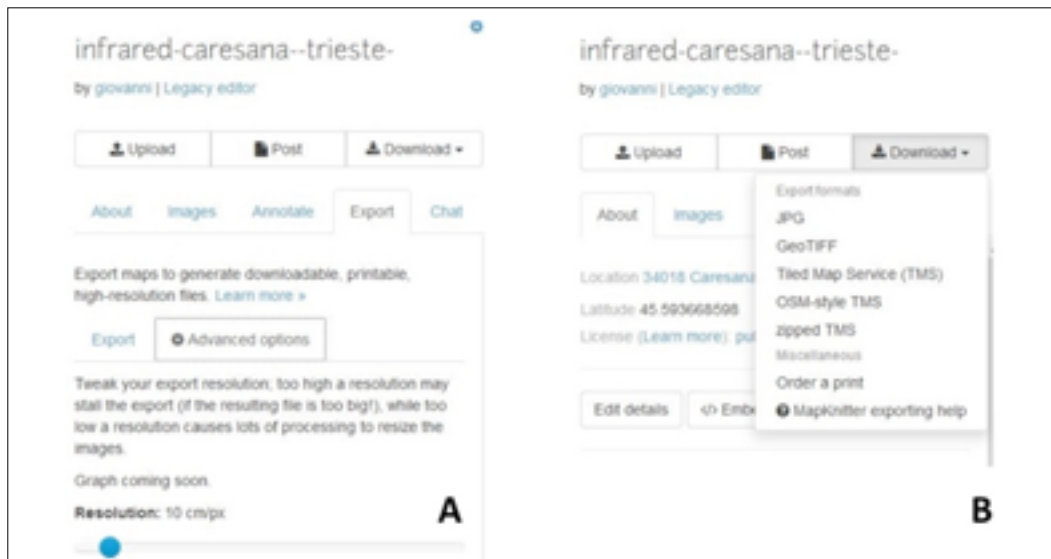 infrared-caresana--trieste-
by giovanni | Legacy editor
Upload Post Download
About Images Annotate Export Chat
Export maps to generate downloadable, printable,
high-resolution files. Learn more »
Export Advanced options
Tweak your export resolution; too high a resolution may
stall the export (if the resulting file is too big!), while too
low a resolution causes lots of processing to resize the
images.
Graph coming soon.
Resolution: 10 cm/px
A
infrared-caresana--trieste-
by giovanni | Legacy editor
Upload Post Download
About Images
Location 34018 Caresana
Latitude 45.593668598
License (Learn more): pu
Edit details </> Embe
Export formats
JPG
GeoTIFF
Tiled Map Service (TMS)
OSM-style TMS
zipped TMS
Miscellaneous
Order a print
MapKnitter exporting help
B